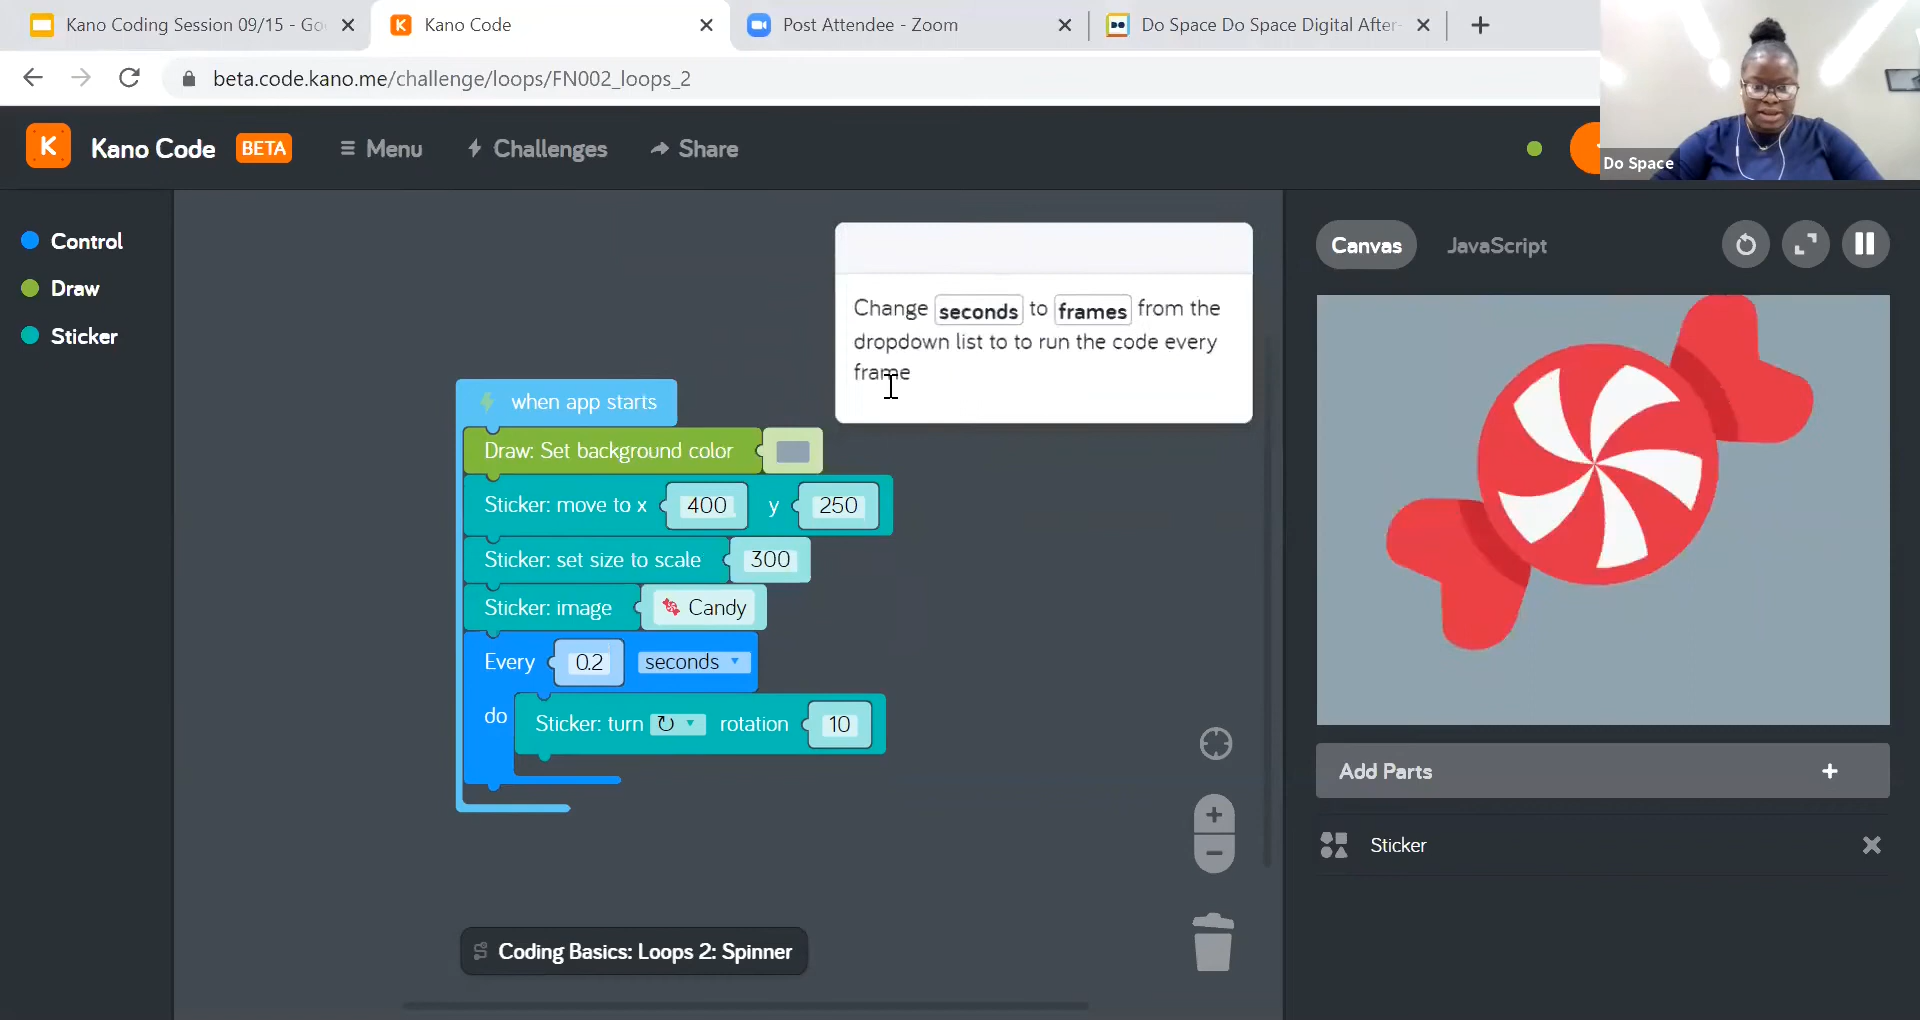 Kano Coding Session 09/15 - Go
Kano Code
Post Attendee - Zoom
Do Space Do Space Digital After-
beta.code.kano.me/challenge/loops/FN002_loops_2
K
Kano Code
BETA
Menu
Challenges
Share
Do Space
Control
Draw
Sticker
Change seconds to frames from the
dropdown list to to run the code every
frame
when app starts
Draw: Set background color
Sticker: move to x 400 y 250
Sticker: set size to scale 300
Sticker: image Candy
Every 0.2 seconds
do Sticker: turn ↻ rotation 10
Coding Basics: Loops 2: Spinner
Canvas
JavaScript
Add Parts +
Sticker